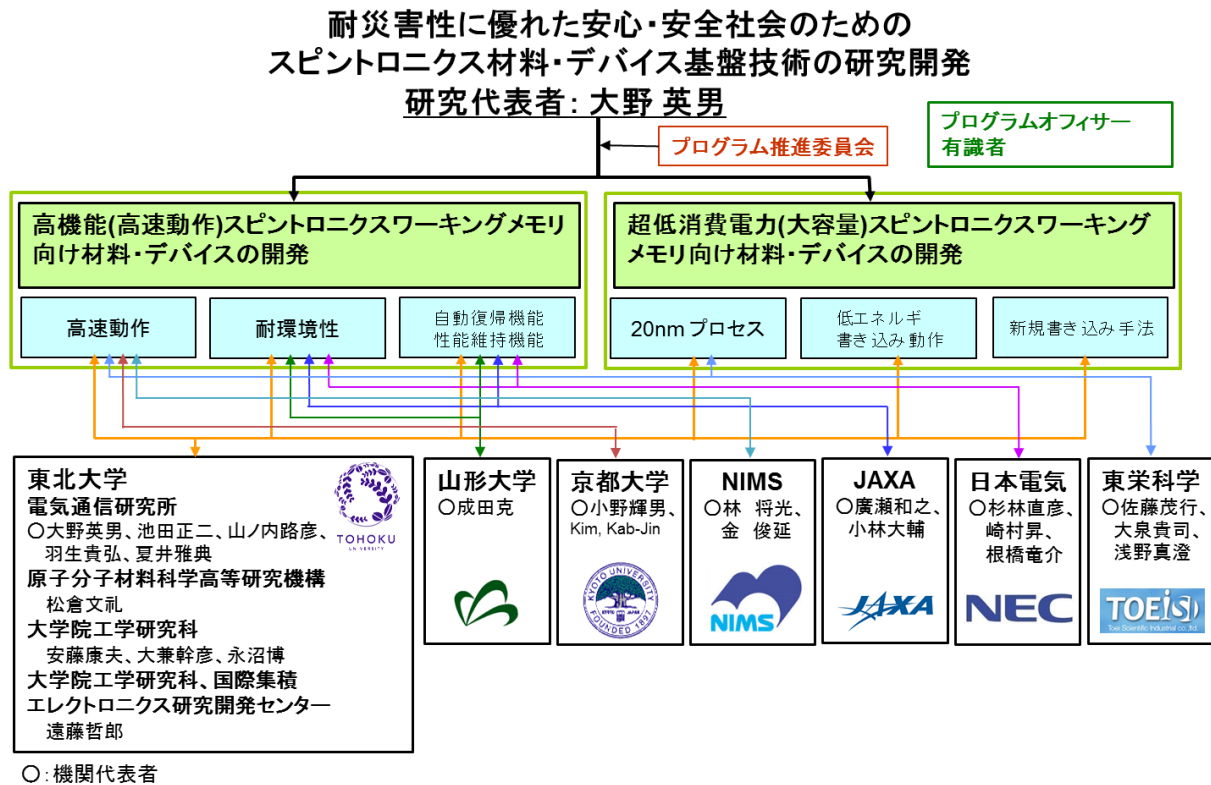 耐災害性に優れた安心・安全社会のための
スピントロニクス材料・デバイス基盤技術の研究開発
研究代表者: 大野 英男
プログラム推進委員会
プログラムオフィサー
有識者
高機能(高速動作)スピントロニクスワーキングメモリ
向け材料・デバイスの開発
超低消費電力(大容量)スピントロニクスワーキング
メモリ向け材料・デバイスの開発
高速動作
耐環境性
自動復帰機能
性能維持機能
20nm プロセス
低エネルギ
書き込み動作
新規書き込み手法
東北大学
電気通信研究所
〇大野英男、池田正二、山ノ内路彦、
羽生貴弘、夏井雅典
原子分子材料科学高等研究機構
松倉文礼
大学院工学研究科
安藤康夫、大兼幹彦、永沼博
大学院工学研究科、国際集積
エレクトロニクス研究開発センター
遠藤哲郎
TOHOKU
UNIVERSITY
山形大学
〇成田克
京都大学
〇小野輝男、
Kim, Kab-Jin
KYOTO UNIVERSITY
KYOTO JAPAN
FOUNDED 1897
NIMS
〇林 将光、
金 俊延
NIMS
JAXA
〇廣瀬和之、
小林大輔
JAXA
日本電気
〇杉林直彦、
崎村昇、
根橋竜介
NEC
東栄科学
〇佐藤茂行、
大泉貴司、
浅野真澄
TOEiS
Toei Scientific Industrial co.,ltd.
〇:機関代表者